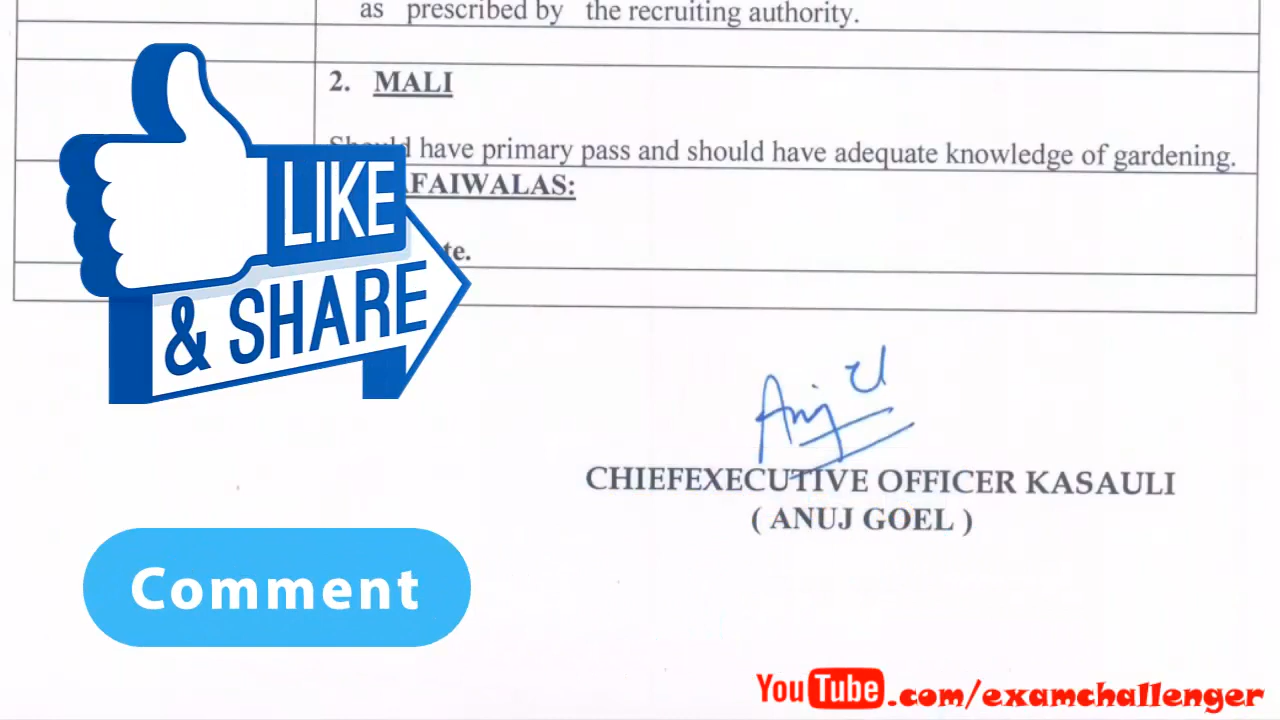 as prescribed by the recruiting authority.
2. MALI
Should have primary pass and should have adequate knowledge of gardening.
AFAIWALAS:
te.
LIKE
& SHARE
CHIEFEXECUTIVE OFFICER KASAULI
( ANUJ GOEL )
Comment
YouTube.com/examchallenger